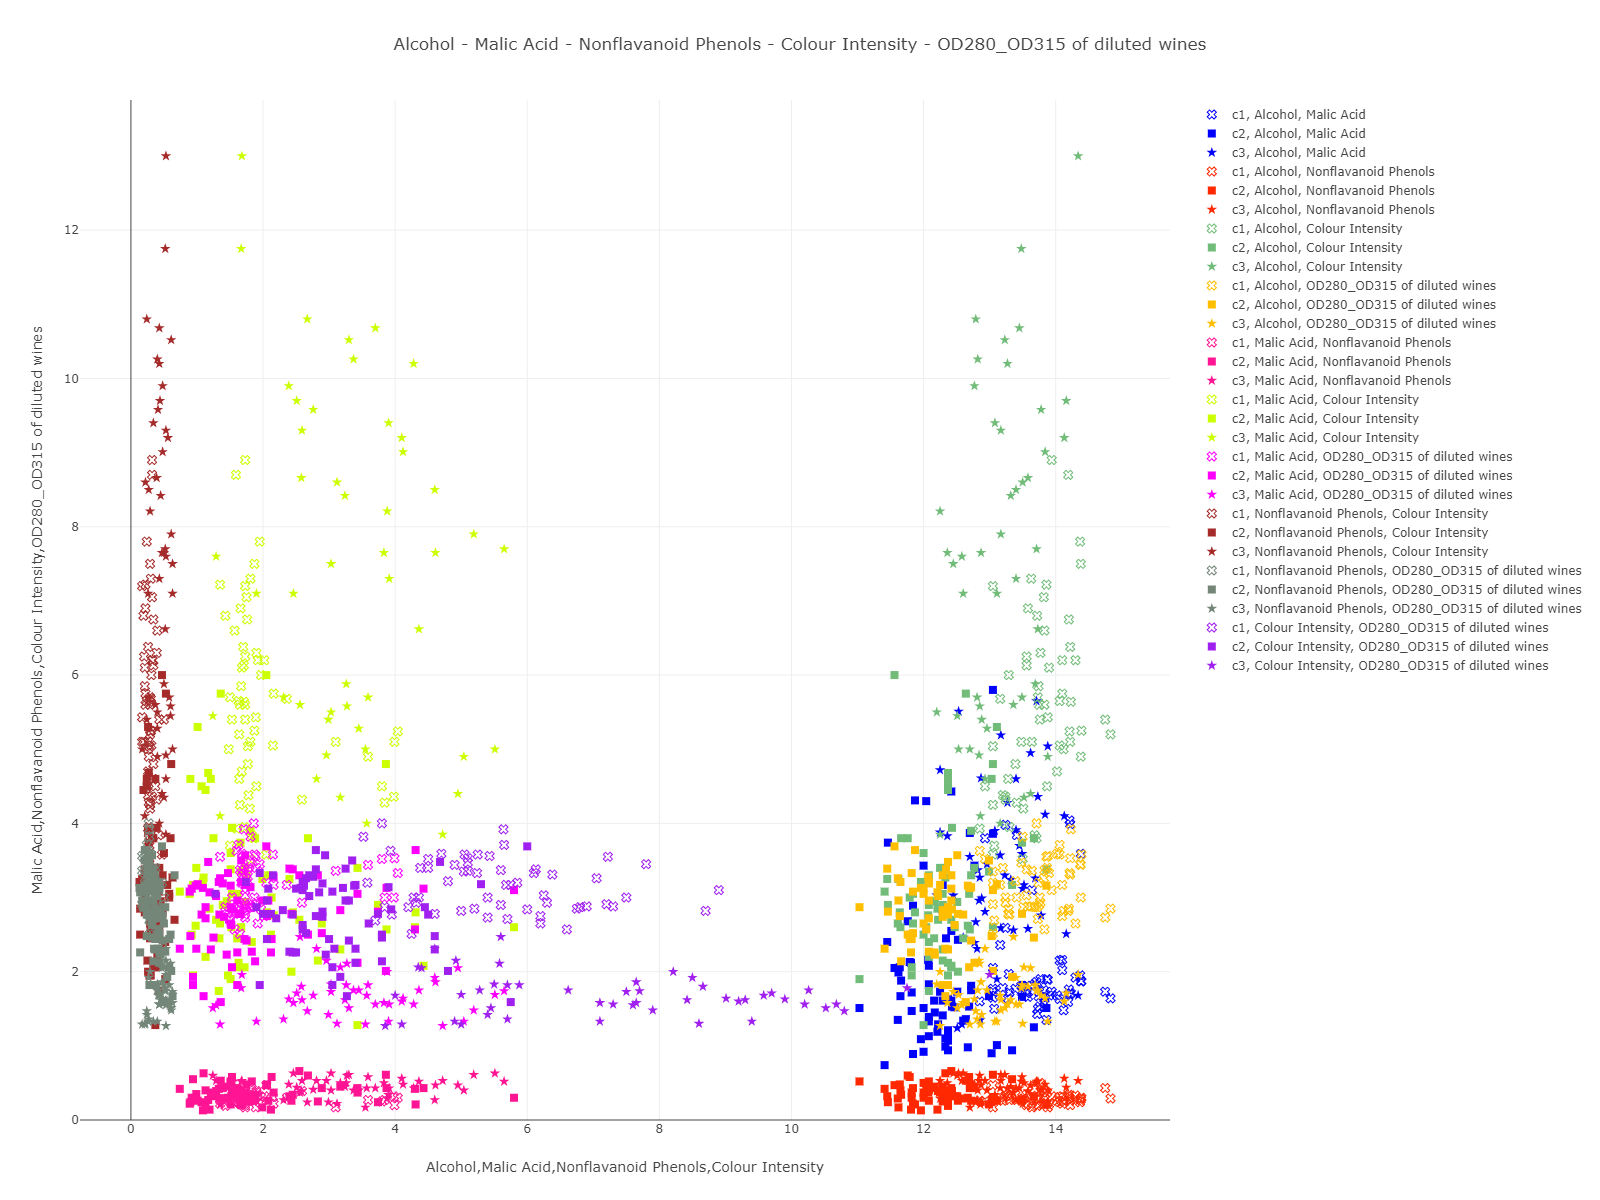 Alcohol - Malic Acid - Nonflavanoid Phenols - Colour Intensity - OD280_OD315 of diluted wines
Malic Acid,Nonflavanoid Phenols,Colour Intensity,OD280_OD315 of diluted wines
12
10
8
6
4
2
0
0
2
4
6
8
10
12
14
Alcohol,Malic Acid,Nonflavanoid Phenols,Colour Intensity
c1, Alcohol, Malic Acid
c2, Alcohol, Malic Acid
c3, Alcohol, Malic Acid
c1, Alcohol, Nonflavanoid Phenols
c2, Alcohol, Nonflavanoid Phenols
c3, Alcohol, Nonflavanoid Phenols
c1, Alcohol, Colour Intensity
c2, Alcohol, Colour Intensity
c3, Alcohol, Colour Intensity
c1, Alcohol, OD280_OD315 of diluted wines
c2, Alcohol, OD280_OD315 of diluted wines
c3, Alcohol, OD280_OD315 of diluted wines
c1, Malic Acid, Nonflavanoid Phenols
c2, Malic Acid, Nonflavanoid Phenols
c3, Malic Acid, Nonflavanoid Phenols
c1, Malic Acid, Colour Intensity
c2, Malic Acid, Colour Intensity
c3, Malic Acid, Colour Intensity
c1, Malic Acid, OD280_OD315 of diluted wines
c2, Malic Acid, OD280_OD315 of diluted wines
c3, Malic Acid, OD280_OD315 of diluted wines
c1, Nonflavanoid Phenols, Colour Intensity
c2, Nonflavanoid Phenols, Colour Intensity
c3, Nonflavanoid Phenols, Colour Intensity
c1, Nonflavanoid Phenols, OD280_OD315 of diluted wines
c2, Nonflavanoid Phenols, OD280_OD315 of diluted wines
c3, Nonflavanoid Phenols, OD280_OD315 of diluted wines
c1, Colour Intensity, OD280_OD315 of diluted wines
c2, Colour Intensity, OD280_OD315 of diluted wines
c3, Colour Intensity, OD280_OD315 of diluted wines